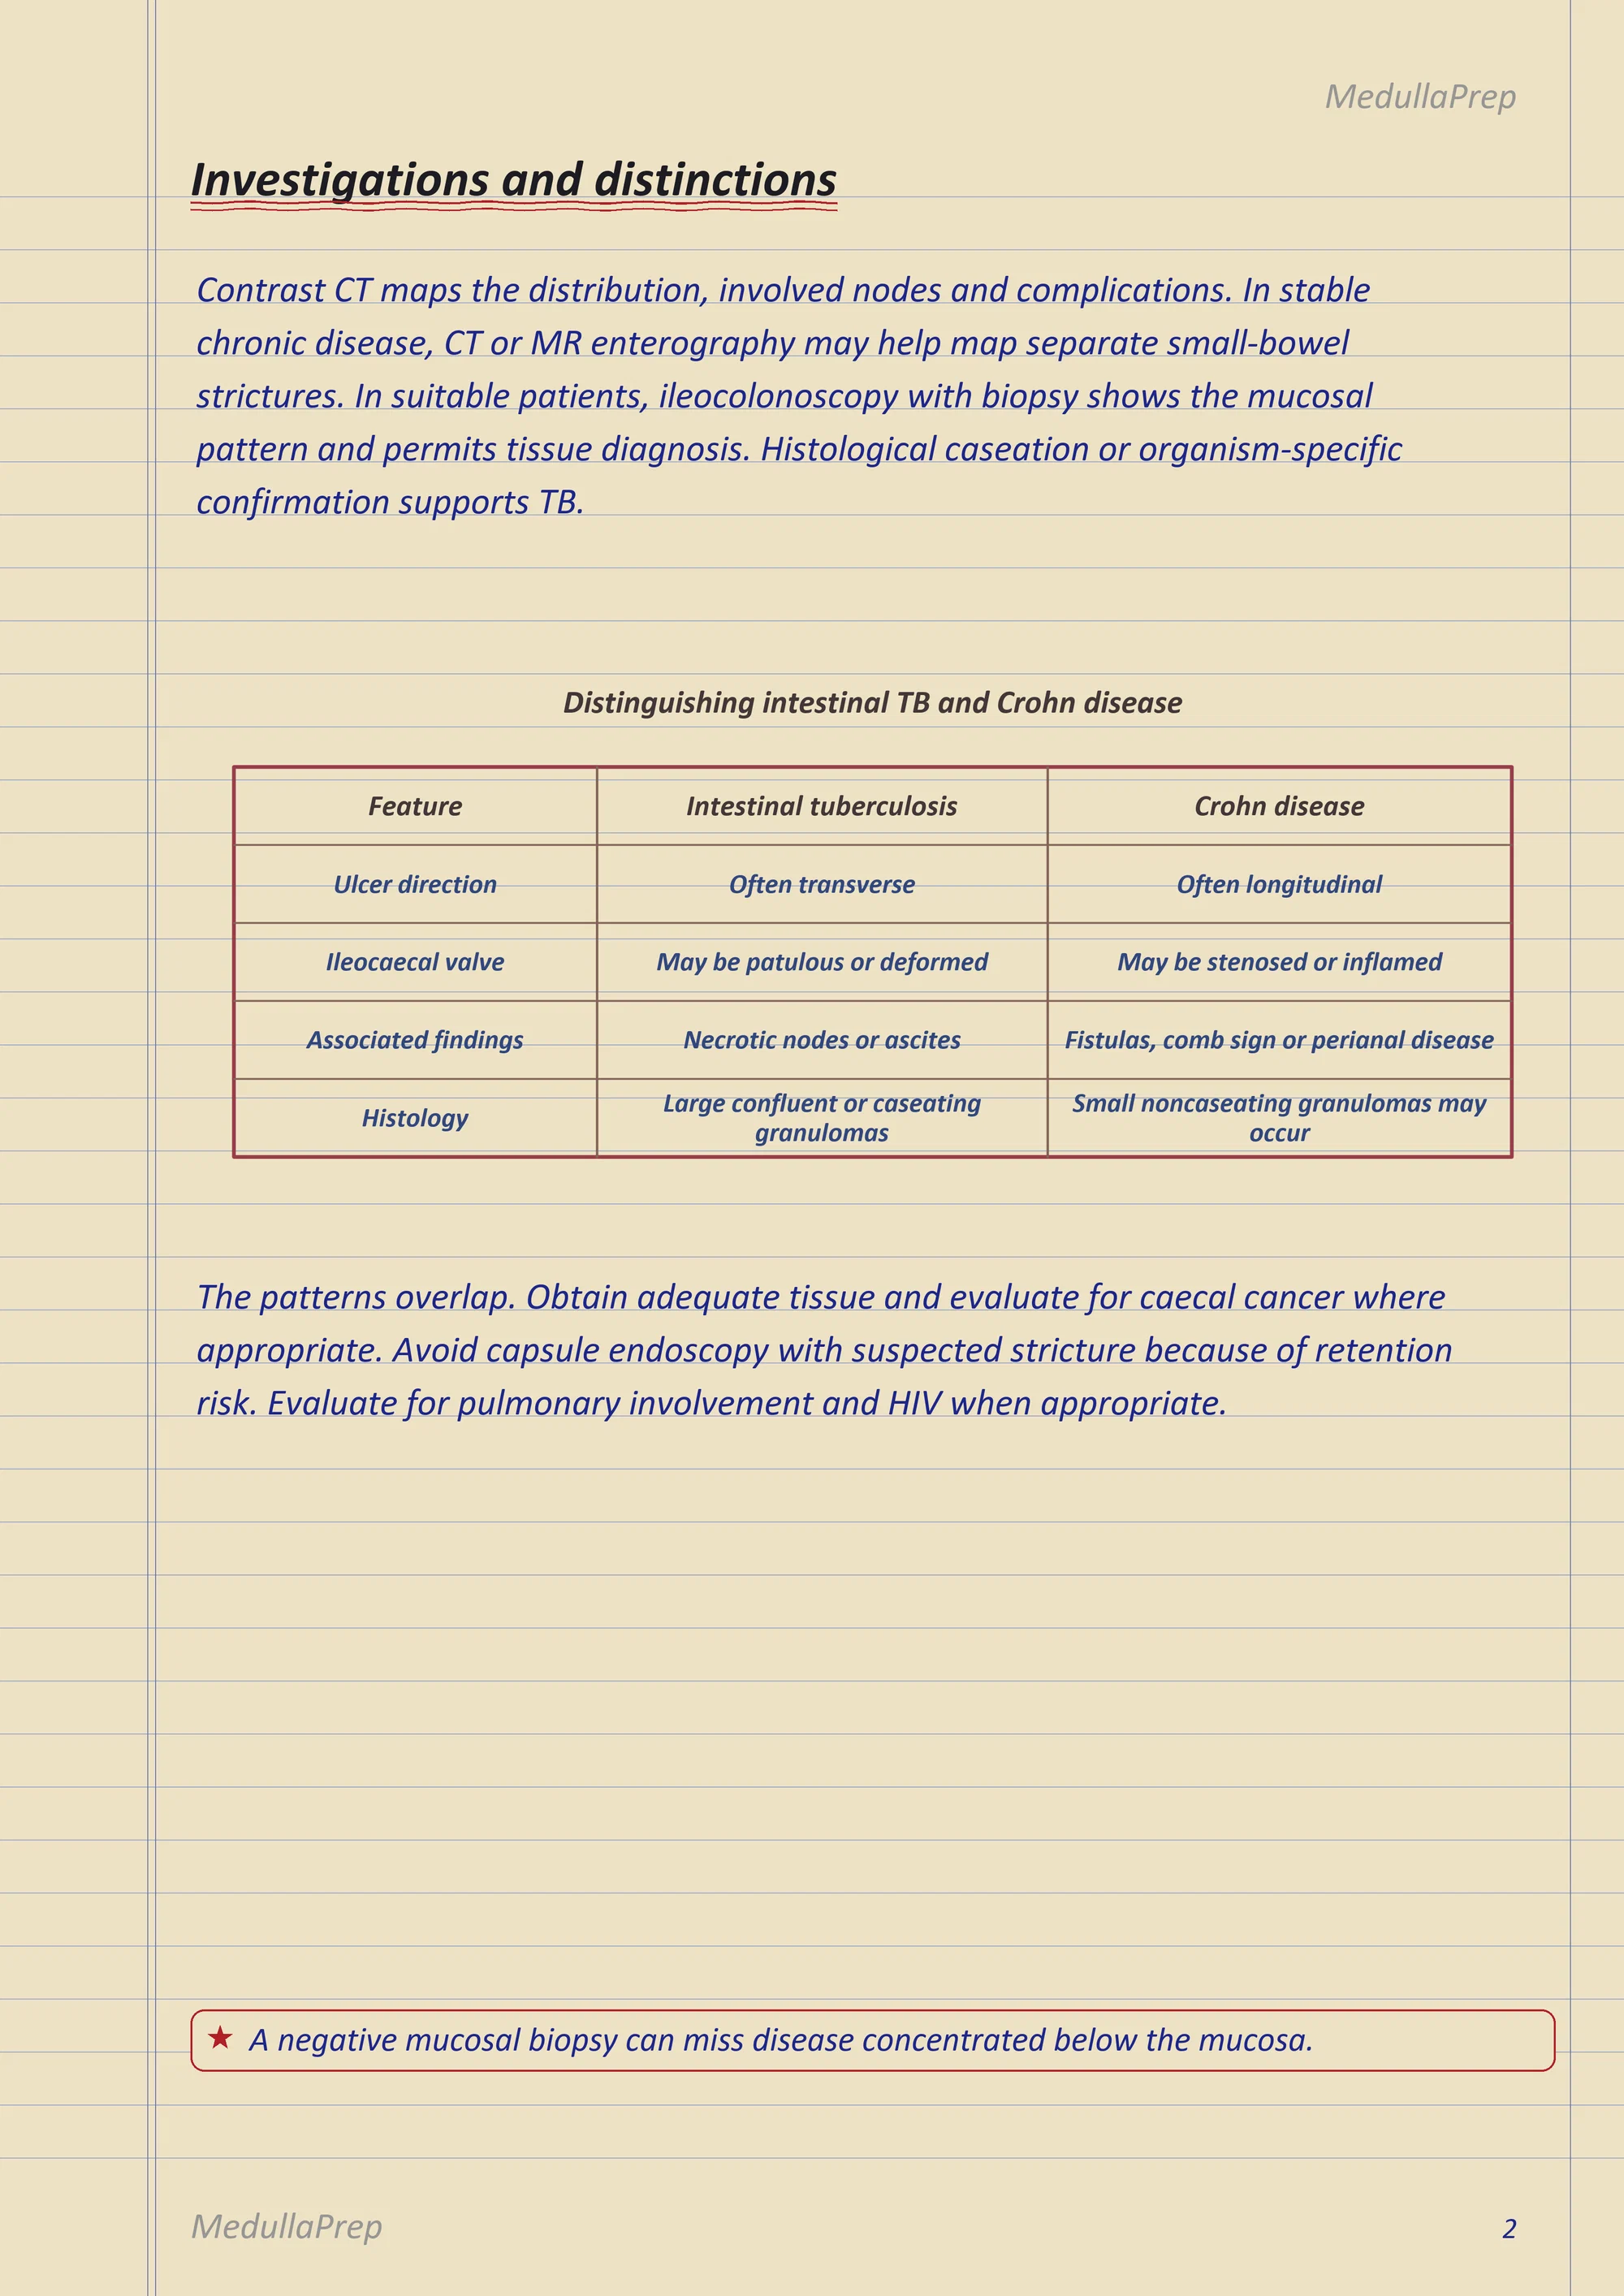 MedullaPrep
Investigations and distinctions
Contrast CT maps the distribution, involved nodes and complications. In stable
chronic disease, CT or MR enterography may help map separate small-bowel
strictures. In suitable patients, ileocolonoscopy with biopsy shows the mucosal
pattern and permits tissue diagnosis. Histological caseation or organism-specific
confirmation supports TB.
Distinguishing intestinal TB and Crohn disease
Feature Intestinal tuberculosis Crohn disease
Ulcer direction Often transverse Often longitudinal
Ileocaecal valve May be patulous or deformed May be stenosed or inflamed
Associated findings Necrotic nodes or ascites Fistulas, comb sign or perianal disease
Histology Large confluent or caseating granulomas Small noncaseating granulomas may occur
The patterns overlap. Obtain adequate tissue and evaluate for caecal cancer where
appropriate. Avoid capsule endoscopy with suspected stricture because of retention
risk. Evaluate for pulmonary involvement and HIV when appropriate.
★ A negative mucosal biopsy can miss disease concentrated below the mucosa.
MedullaPrep 2